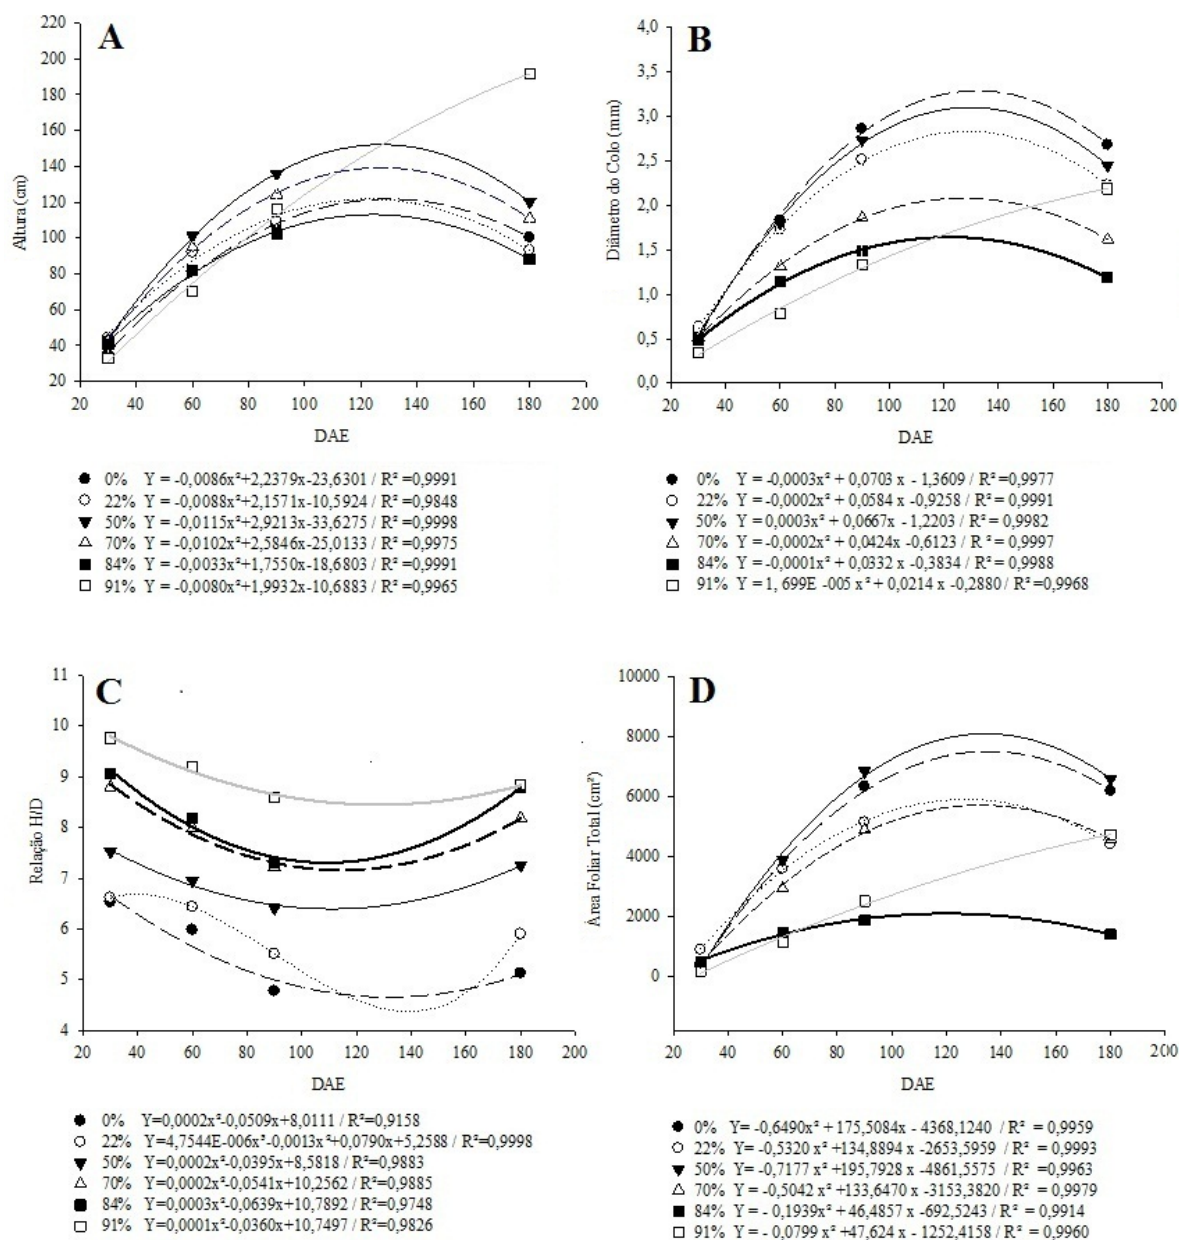 A
220
200
180
160
140
120
100
80
60
40
20
Altura (cm)
20 40 60 80 100 120 140 160 180 200
DAE
● 0% Y = -0,0086x²+2,2379x-23,6301 / R² =0,9991
○ 22% Y = -0,0088x²+2,1571x-10,5924 / R² =0,9848
▼ 50% Y = -0,0115x²+2,9213x-33,6275 / R² =0,9998
△ 70% Y = -0,0102x²+2,5846x-25,0133 / R² =0,9975
■ 84% Y = -0,0033x²+1,7550x-18,6803 / R² =0,9991
□ 91% Y = -0,0080x²+1,9932x-10,6883 / R² =0,9965
B
4,0
3,5
3,0
2,5
2,0
1,5
1,0
0,5
0,0
Diâmetro do Colo (mm)
20 40 60 80 100 120 140 160 180 200
DAE
● 0% Y = -0,0003x² + 0,0703 x - 1,3609 / R² = 0,9977
○ 22% Y = -0,0002x² + 0,0584 x -0,9258 / R² = 0,9991
▼ 50% Y = 0,0003x² + 0,0667x - 1,2203 / R² = 0,9982
△ 70% Y = -0,0002x² + 0,0424 x -0,6123 / R ² = 0,9997
■ 84% Y = -0,0001x² + 0,0332 x -0,3834 / R² = 0,9988
□ 91% Y = 1, 699E -005 x² + 0,0214 x -0,2880 / R² =0,9968
C
11
10
9
8
7
6
5
4
Relação H/D
20 40 60 80 100 120 140 160 180 200
DAE
● 0% Y=0,0002x²-0,0509x+8,0111 / R²=0,9158
○ 22% Y=4,7544E-006x³-0,0013x²+0,0790x+5,2588 / R²=0,9998
▼ 50% Y=0,0002x²-0,0395x+8,5818 / R²=0,9883
△ 70% Y=0,0002x²-0,0541x+10,2562 / R²=0,9885
■ 84% Y=0,0003x²-0,0639x+10,7892 / R²=0,9748
□ 91% Y=0,0001x²-0,0360x+10,7497 / R²=0,9826
D
10000
8000
6000
4000
2000
0
Área Foliar Total (cm²)
20 40 60 80 100 120 140 160 180 200
DAE
● 0% Y= -0,6490x² + 175,5084x - 4368,1240 / R ² = 0,9959
○ 22% Y= -0,5320 x² +134,8894 x -2653,5959 / R ² = 0,9993
▼ 50% Y= -0,7177x² +195,7928 x -4861,5575 / R² = 0,9963
△ 70% Y = -0,5042 x² +133,6470 x -3153,3820 / R² = 0,9979
■ 84% Y = - 0,1939x² + 46,4857 x -692,5243 / R² = 0,9914
□ 91% Y = - 0,0799 x² +47,624 x - 1252,4158 / R² = 0,9960